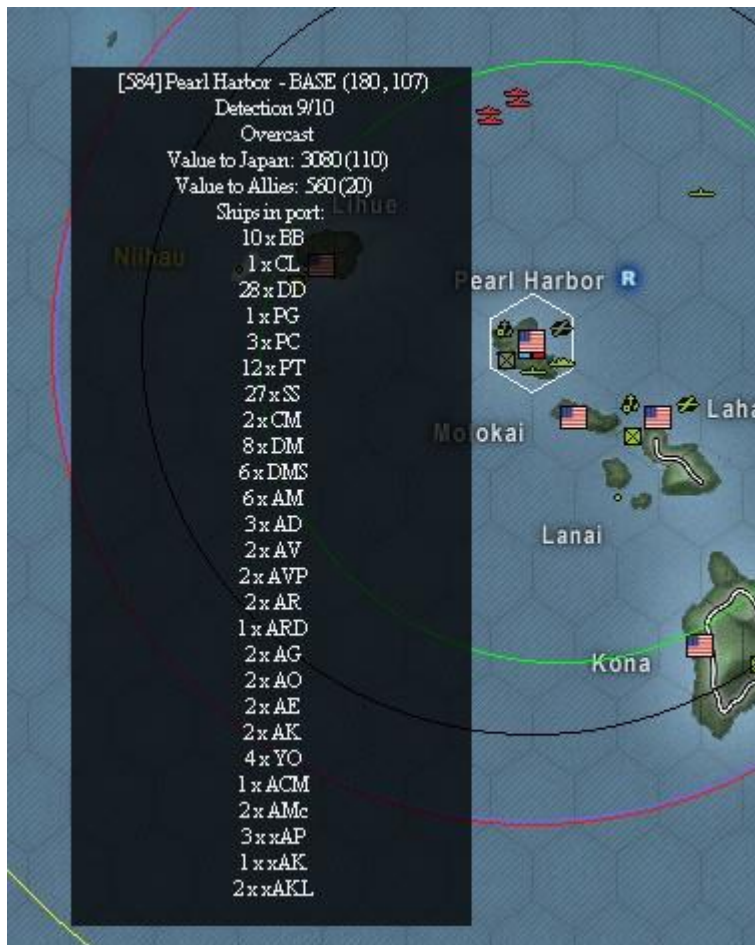 [584] Pearl Harbor - BASE (180, 107)
Detection 9/10
Overcast
Value to Japan: 3080 (110)
Value to Allies: 560 (20)
Ships in port:
10 x BB
1 x CL
28 x DD
1 x PG
3 x PC
12 x PT
27 x SS
2 x CM
8 x DM
6 x DMS
6 x AM
3 x AD
2 x AV
2 x AVP
2 x AR
1 x ARD
2 x AG
2 x AO
2 x AE
2 x AK
4 x YO
1 x ACM
2 x AMc
3 x xAP
1 x xAK
2 x xAKL
Lihue
Niihau
Pearl Harbor R
Molokai
Laha
Lanai
Kona